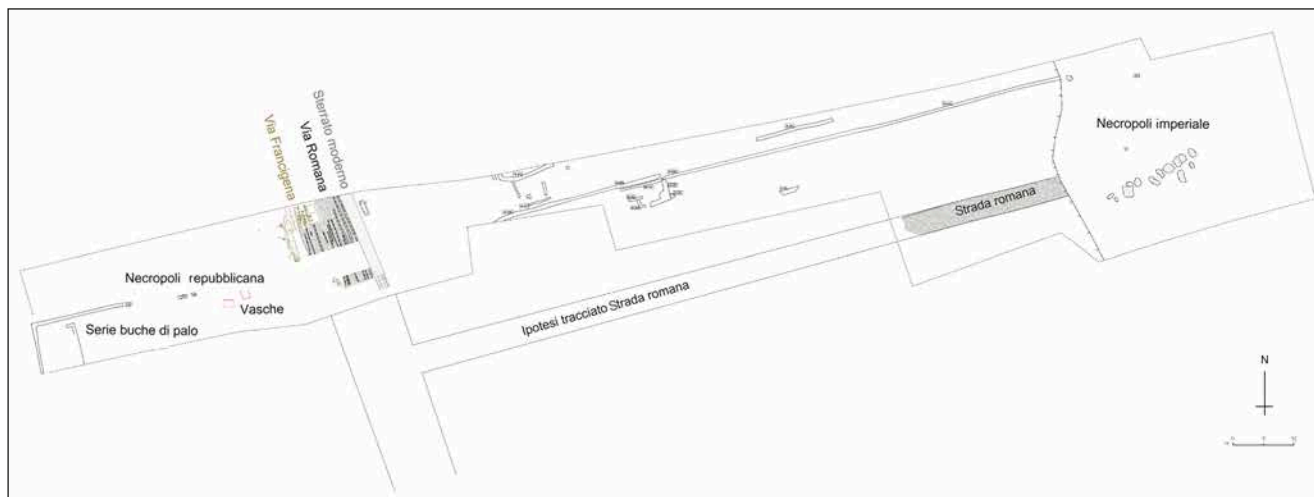 Via Francigena
Via Romana
Sterrato moderno
Necropoli imperiale
Strada romana
Necropoli repubblicana
Vasche
Serie buche di palo
Ipotesi tracciato Strada romana
N